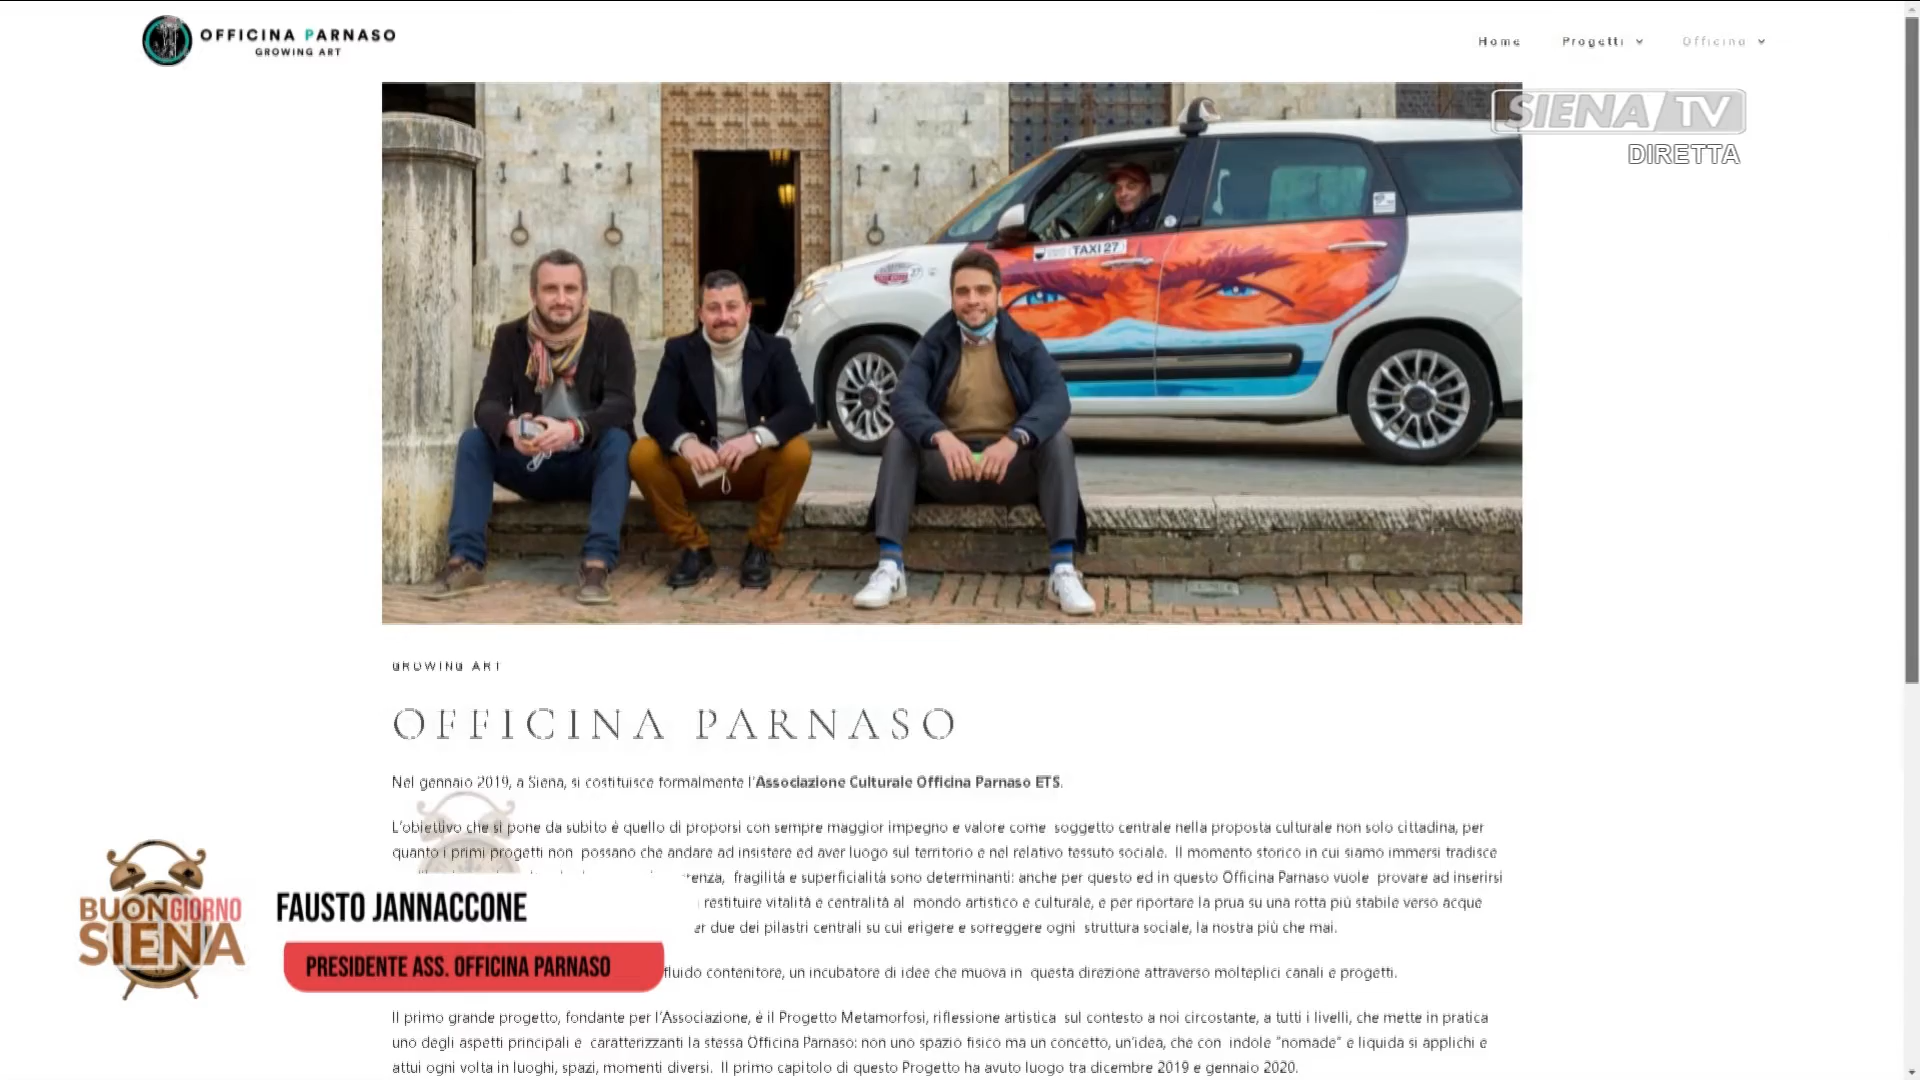 OFFICINA PARNASO
GROWING ART
Home
Progetti
Officina
SIENA TV
DIRETTA
TAXI 27
GROWING ART
OFFICINA PARNASO
Nel gennaio 2019, a Siena, si costituisce formalmente l'Associazione Culturale Officina Parnaso ETS.
L'obiettivo che si pone da subito è quello di proporsi con sempre maggior impegno e valore come soggetto centrale nella proposta culturale non solo cittadina, per
quanto i primi progetti non possano che andare ad insistere ed aver luogo sul territorio e nel relativo tessuto sociale. Il momento storico in cui siamo immersi tradisce
fragilità e superficialità sono determinanti: anche per questo ed in questo Officina Parnaso vuole provare ad inserirsi
restituire vitalità e centralità al mondo artistico e culturale, e per riportare la prua su una rotta più stabile verso acque
due dei pilastri centrali su cui erigere e sorreggere ogni struttura sociale, la nostra più che mai.
fluido contenitore, un incubatore di idee che muova in questa direzione attraverso molteplici canali e progetti.
Il primo grande progetto, fondante per l'Associazione, è il Progetto Metamorfosi, riflessione artistica sul contesto a noi circostante, a tutti i livelli, che mette in pratica
uno degli aspetti principali e caratterizzanti la stessa Officina Parnaso: non uno spazio fisico ma un concetto, un'idea, che con indole "nomade" e liquida si applichi e
attui ogni volta in luoghi, spazi, momenti diversi. Il primo capitolo di questo Progetto ha avuto luogo tra dicembre 2019 e gennaio 2020.
BUONGIORNO
SIENA
FAUSTO JANNACCONE
PRESIDENTE ASS. OFFICINA PARNASO